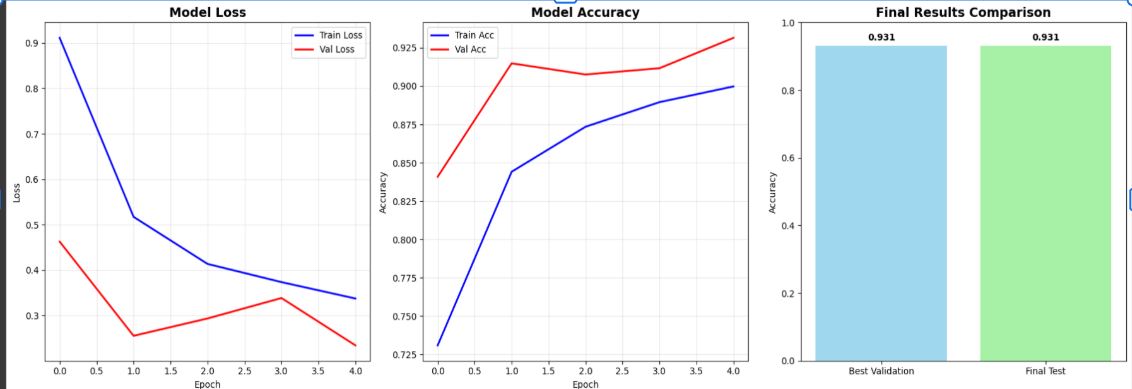 Model Loss
Train Loss
Val Loss
0.9
0.8
0.7
0.6
0.5
0.4
0.3
Loss
0.0 0.5 1.0 1.5 2.0 2.5 3.0 3.5 4.0
Epoch
Model Accuracy
Train Acc
Val Acc
0.925
0.900
0.875
0.850
0.825
0.800
0.775
0.750
0.725
Accuracy
0.0 0.5 1.0 1.5 2.0 2.5 3.0 3.5 4.0
Epoch
Final Results Comparison
1.0
0.8
0.6
0.4
0.2
0.0
Accuracy
0.931 0.931
Best Validation Final Test